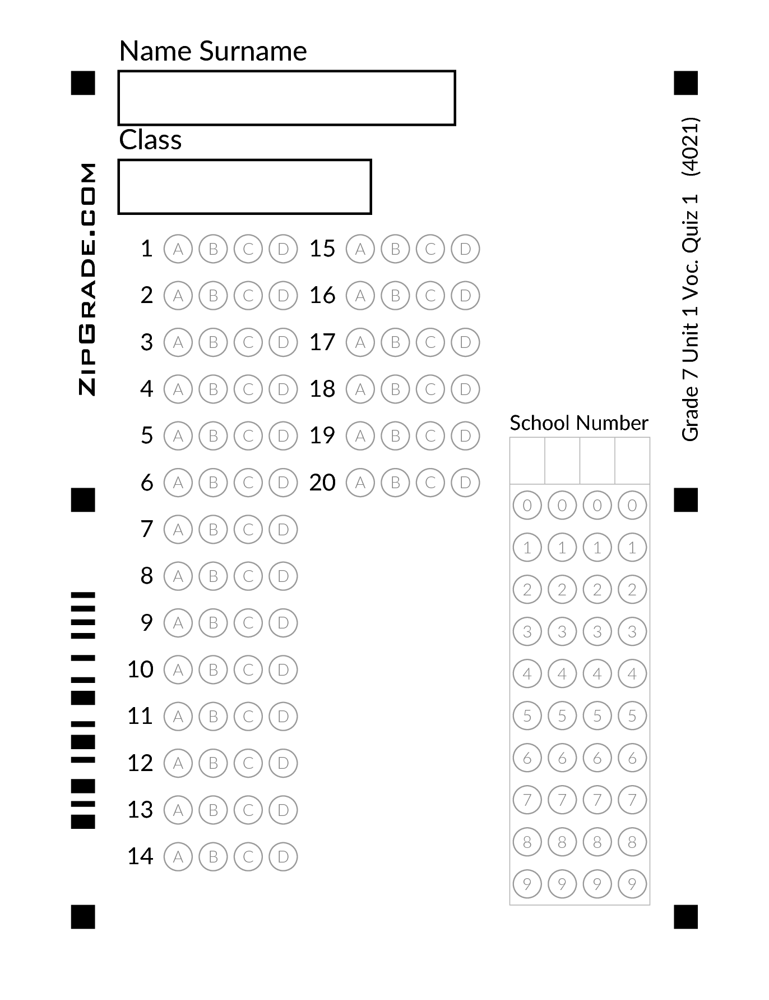 Name Surname
Class
ZIPGRADE.COM
Grade 7 Unit 1 Voc. Quiz 1 (4021)
1 A B C D
2 A B C D
3 A B C D
4 A B C D
5 A B C D
6 A B C D
7 A B C D
8 A B C D
9 A B C D
10 A B C D
11 A B C D
12 A B C D
13 A B C D
14 A B C D
15 A B C D
16 A B C D
17 A B C D
18 A B C D
19 A B C D
20 A B C D
School Number
0 0 0 0
1 1 1 1
2 2 2 2
3 3 3 3
4 4 4 4
5 5 5 5
6 6 6 6
7 7 7 7
8 8 8 8
9 9 9 9